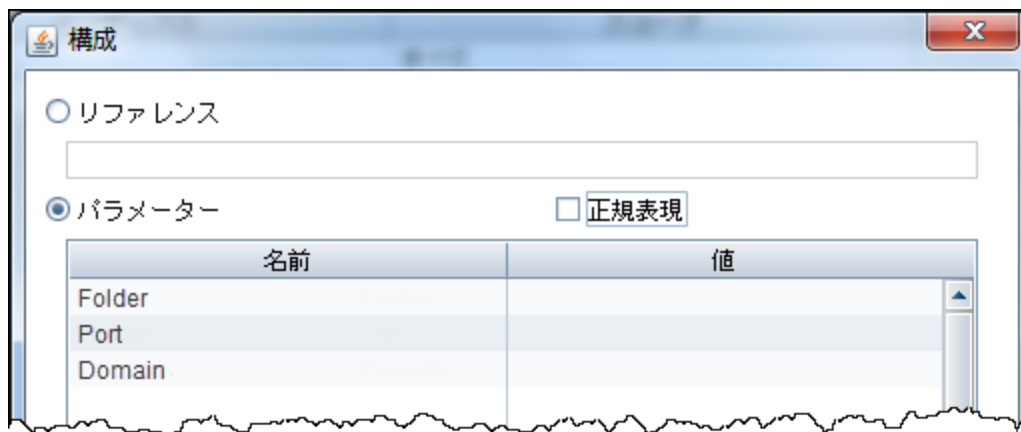 構成
リファレンス
パラメーター
正規表現
名前 値
Folder
Port
Domain